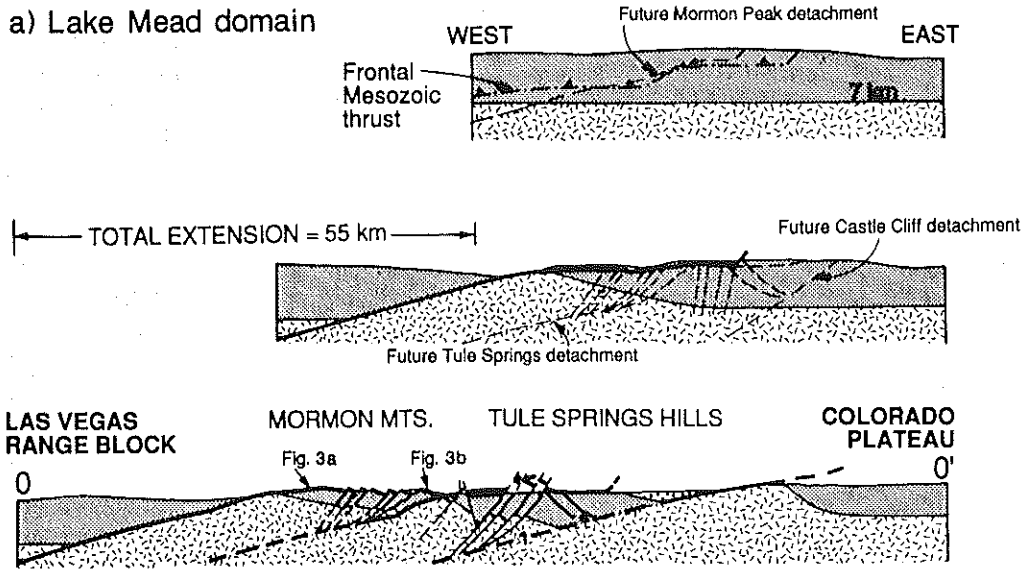 a) Lake Mead domain
Future Mormon Peak detachment
WEST
EAST
Frontal
Mesozoic
thrust
7 km
TOTAL EXTENSION = 55 km
Future Castle Cliff detachment
Future Tule Springs detachment
LAS VEGAS
RANGE BLOCK
MORMON MTS.
TULE SPRINGS HILLS
COLORADO
PLATEAU
Fig. 3a
Fig. 3b
O
O'